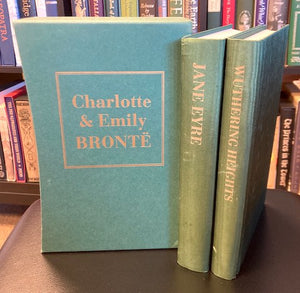 Charlotte
& Emily
BRONTË
JANE EYRE
WUTHERING HEIGHTS